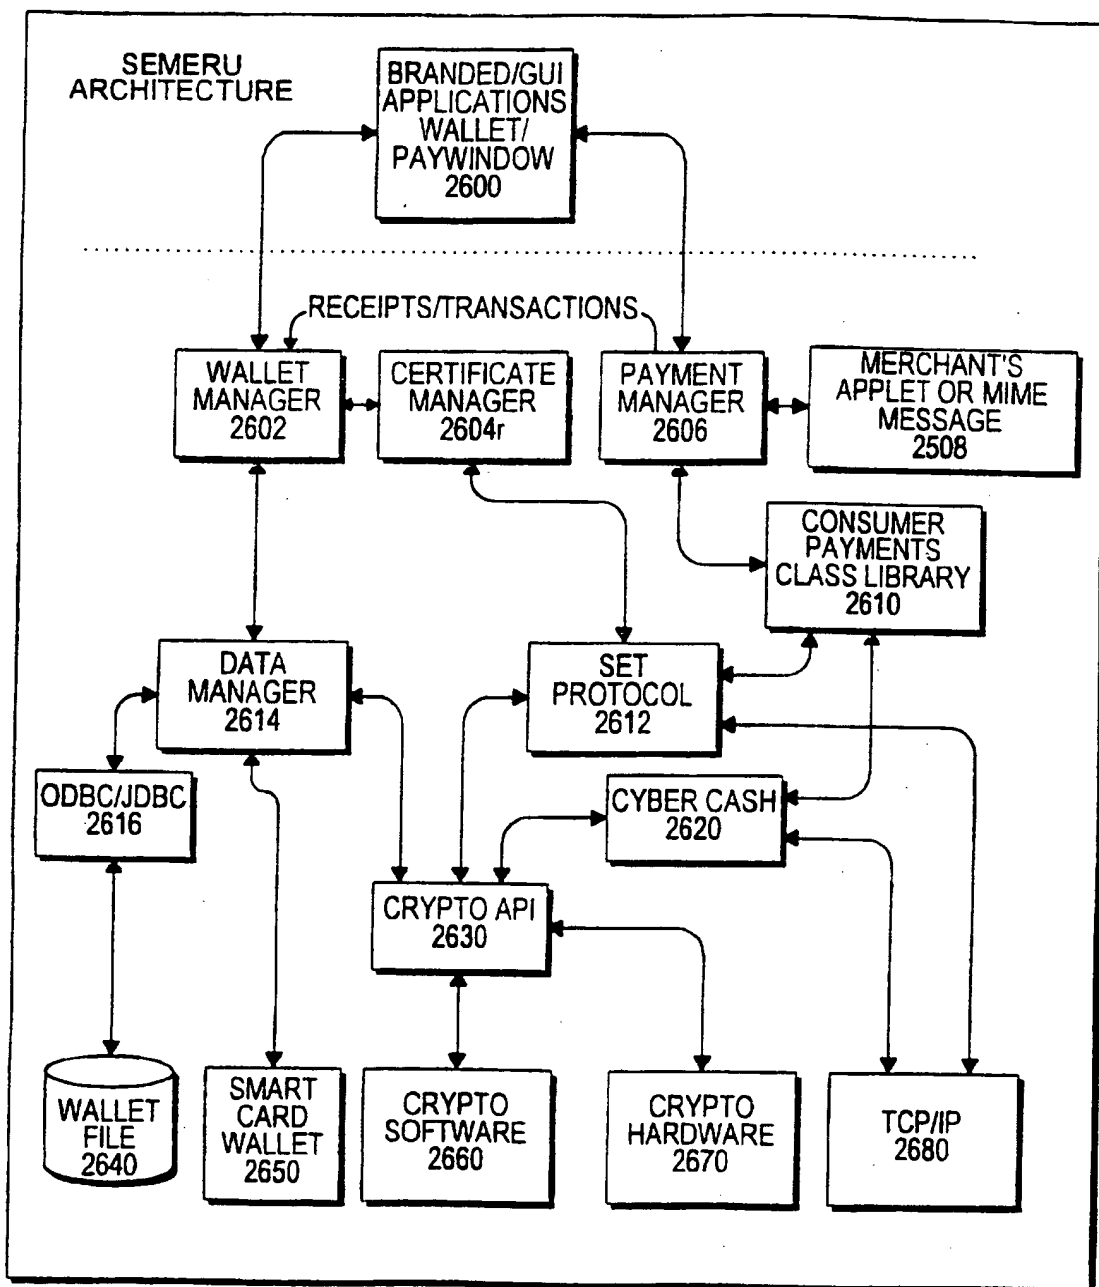 SEMERU
ARCHITECTURE
BRANDED/GUI
APPLICATIONS
WALLET/
PAYWINDOW
2600
RECEIPTS/TRANSACTIONS
WALLET
MANAGER
2602
CERTIFICATE
MANAGER
2604r
PAYMENT
MANAGER
2606
MERCHANT'S
APPLET OR MIME
MESSAGE
2508
CONSUMER
PAYMENTS
CLASS LIBRARY
2610
DATA
MANAGER
2614
SET
PROTOCOL
2612
ODBC/JDBC
2616
CYBER CASH
2620
CRYPTO API
2630
WALLET
FILE
2640
SMART
CARD
WALLET
2650
CRYPTO
SOFTWARE
2660
CRYPTO
HARDWARE
2670
TCP/IP
2680